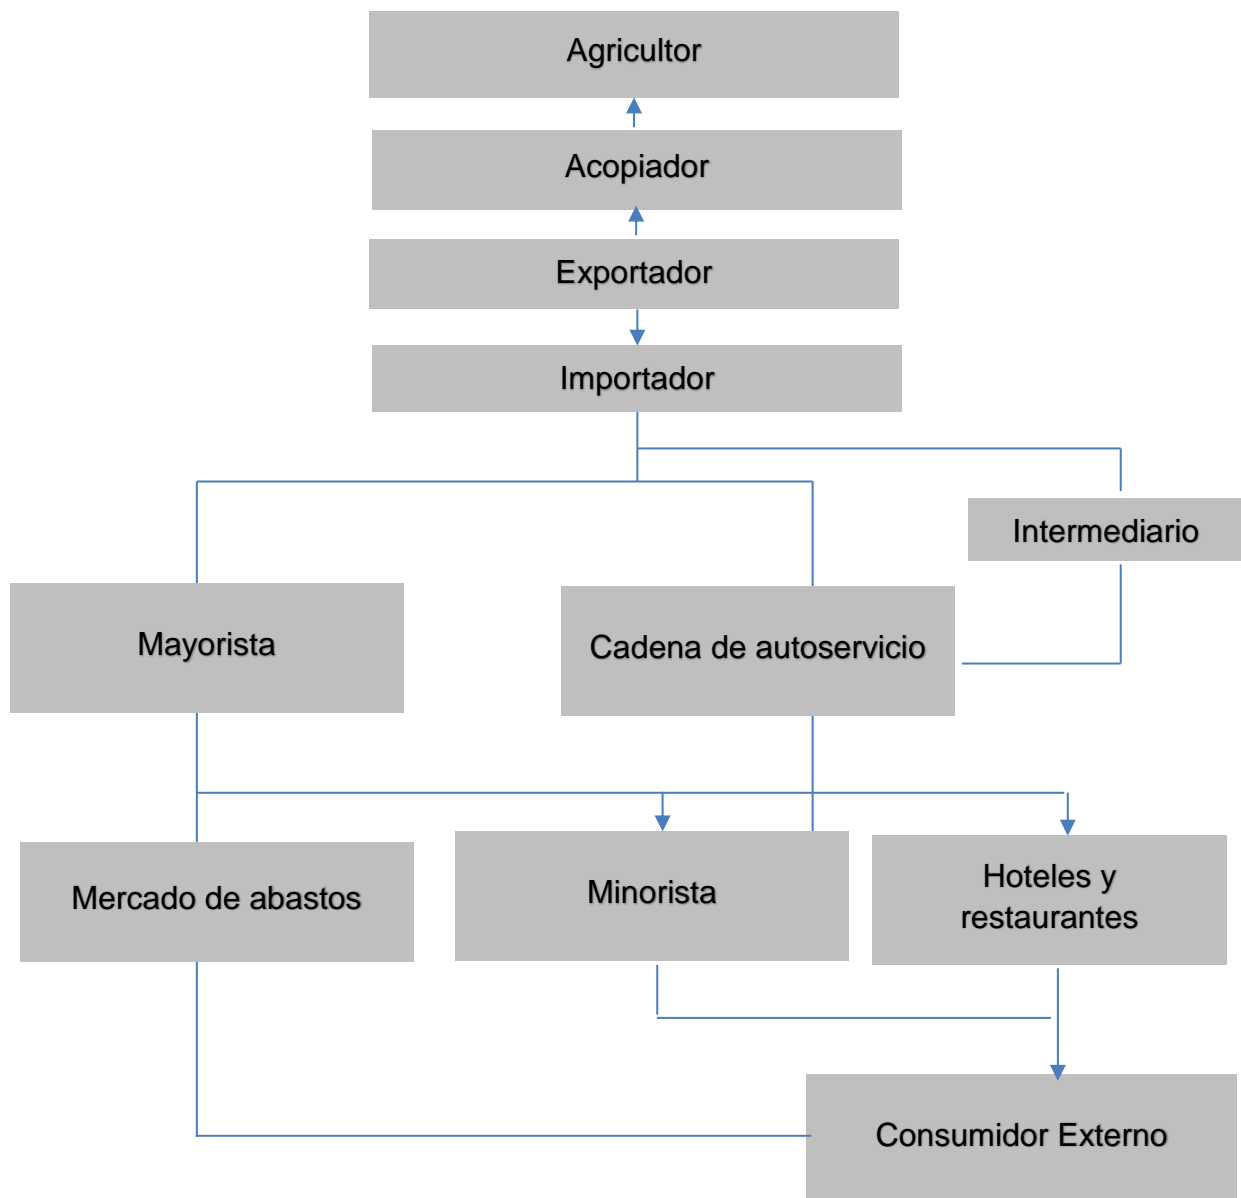 Agricultor
Acopiador
Exportador
Importador
Intermediario
Mayorista
Cadena de autoservicio
Mercado de abastos
Minorista
Hoteles y
restaurantes
Consumidor Externo